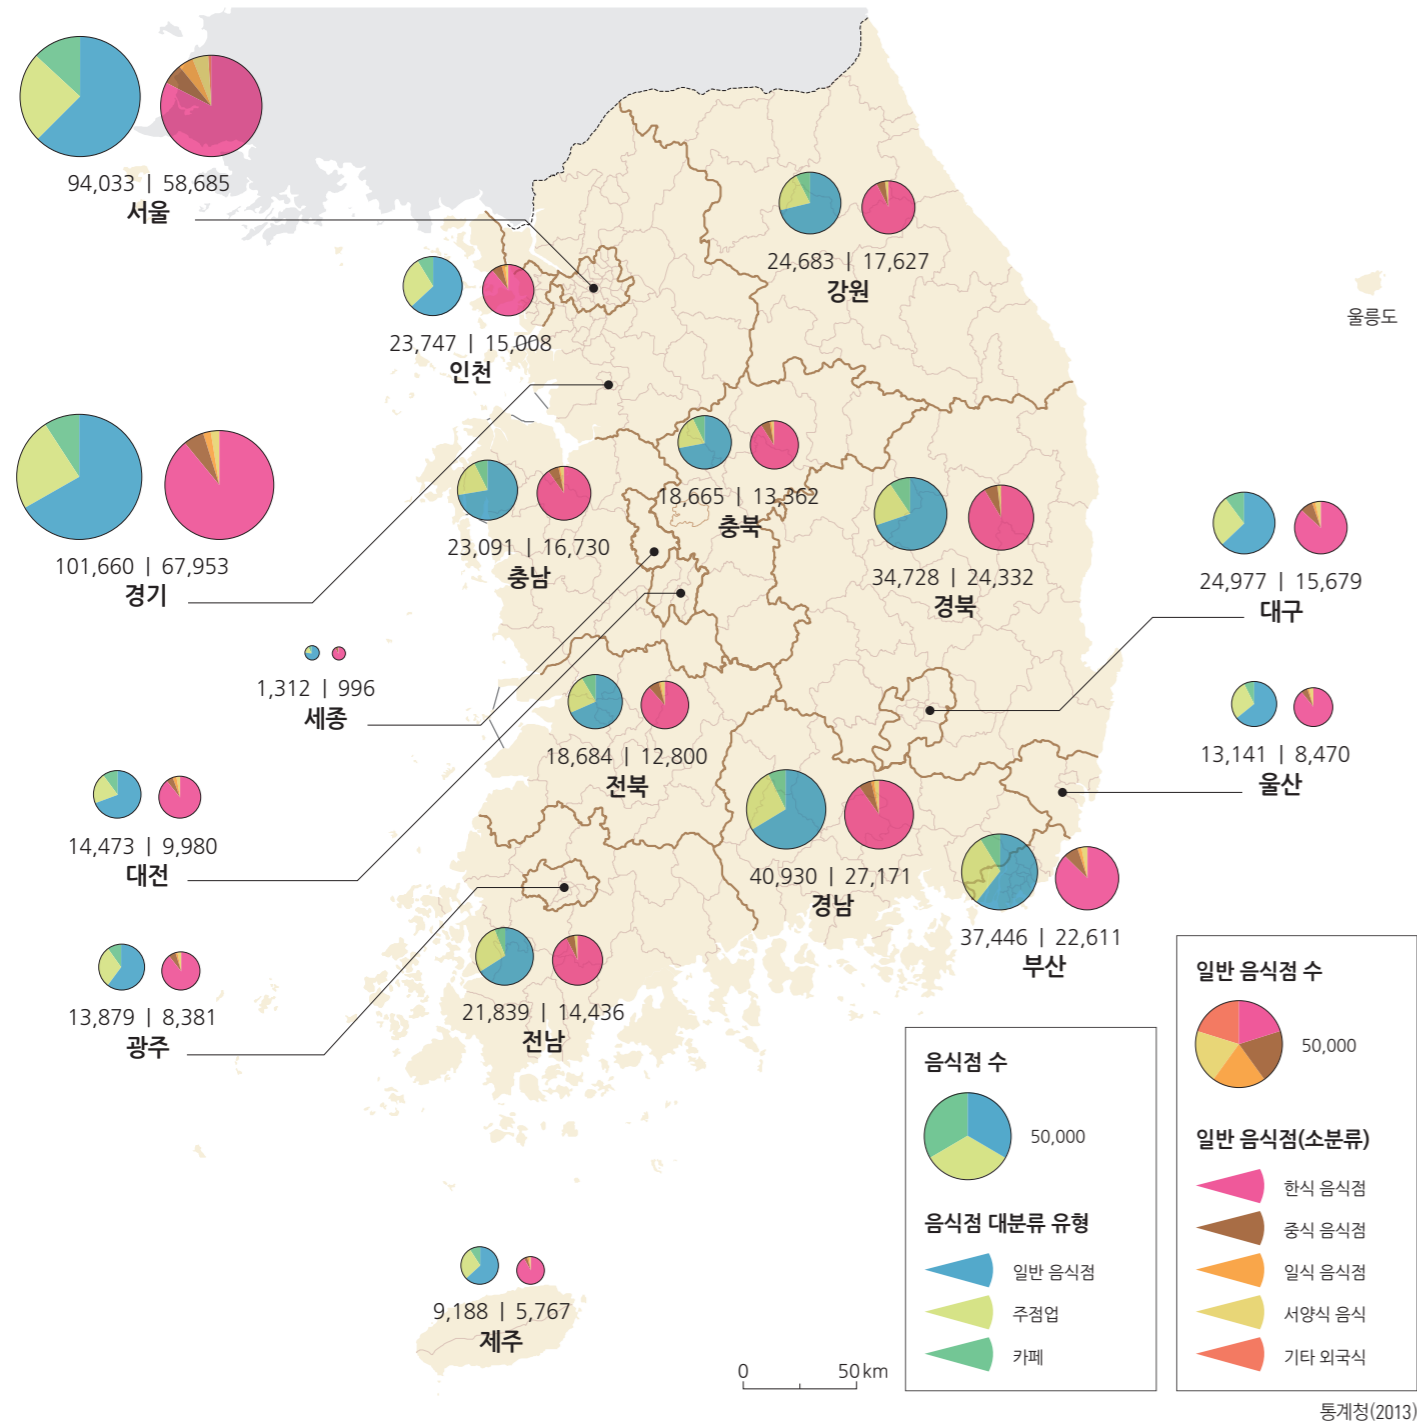 94,033 | 58,685
서울
24,683 | 17,627
강원
울릉도
23,747 | 15,008
인천
18,665 | 13,362
충북
101,660 | 67,953
경기
23,091 | 16,730
충남
34,728 | 24,332
경북
24,977 | 15,679
대구
1,312 | 996
세종
18,684 | 12,800
전북
13,141 | 8,470
울산
14,473 | 9,980
대전
40,930 | 27,171
경남
37,446 | 22,611
부산
13,879 | 8,381
광주
21,839 | 14,436
전남
9,188 | 5,767
제주
0 50 km
음식점 수
50,000
음식점 대분류 유형
일반 음식점
주점업
카페
일반 음식점 수
50,000
일반 음식점(소분류)
한식 음식점
중식 음식점
일식 음식점
서양식 음식
기타 외국식
통계청(2013)